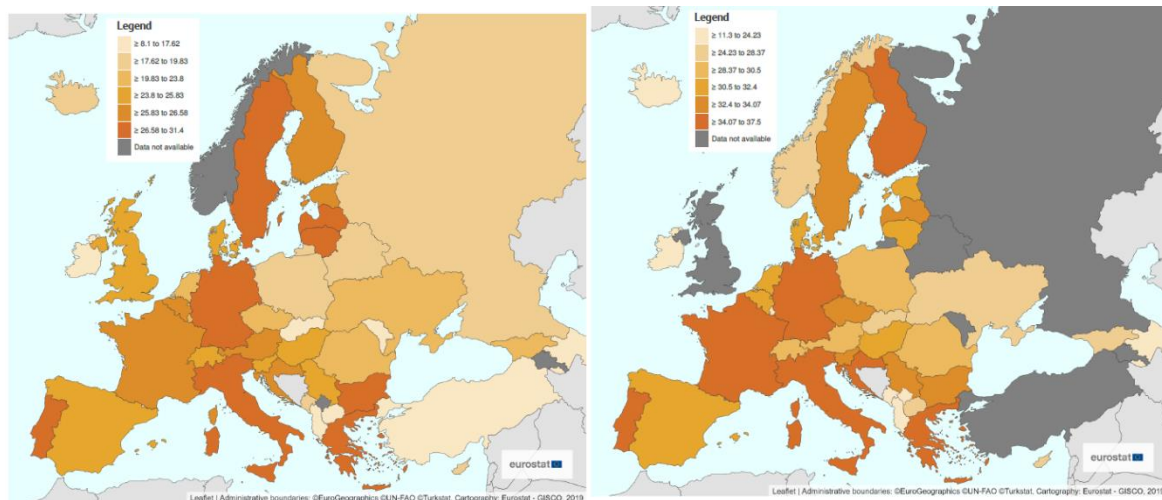 Legend
≥ 8.1 to 17.62
≥ 17.62 to 19.83
≥ 19.83 to 23.8
≥ 23.8 to 25.83
≥ 25.83 to 26.58
≥ 26.58 to 31.4
Data not available
eurostat
Leaflet | Administrative boundaries: ©EuroGeographics ©UN-FAO ©Turkstat, Cartography: Eurostat - GISCO, 2019
Legend
≥ 11.3 to 24.23
≥ 24.23 to 28.37
≥ 28.37 to 30.5
≥ 30.5 to 32.4
≥ 32.4 to 34.07
≥ 34.07 to 37.5
Data not available
eurostat
Leaflet | Administrative boundaries: ©EuroGeographics ©UN-FAO ©Turkstat, Cartography: Eurostat - GISCO, 2019